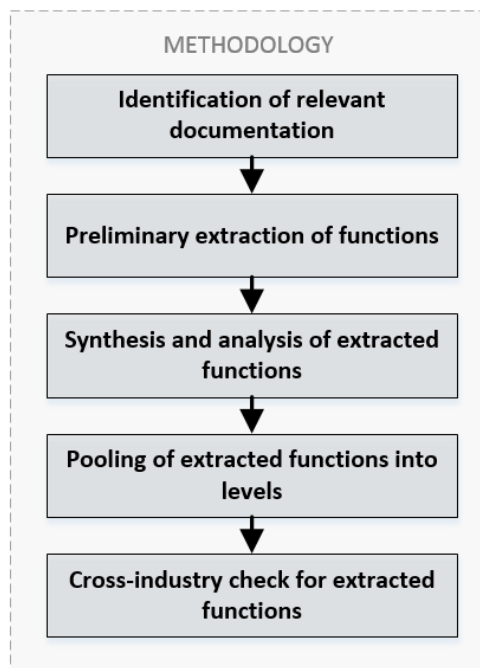 METHODOLOGY
Identification of relevant
documentation
Preliminary extraction of functions
Synthesis and analysis of extracted
functions
Pooling of extracted functions into
levels
Cross-industry check for extracted
functions